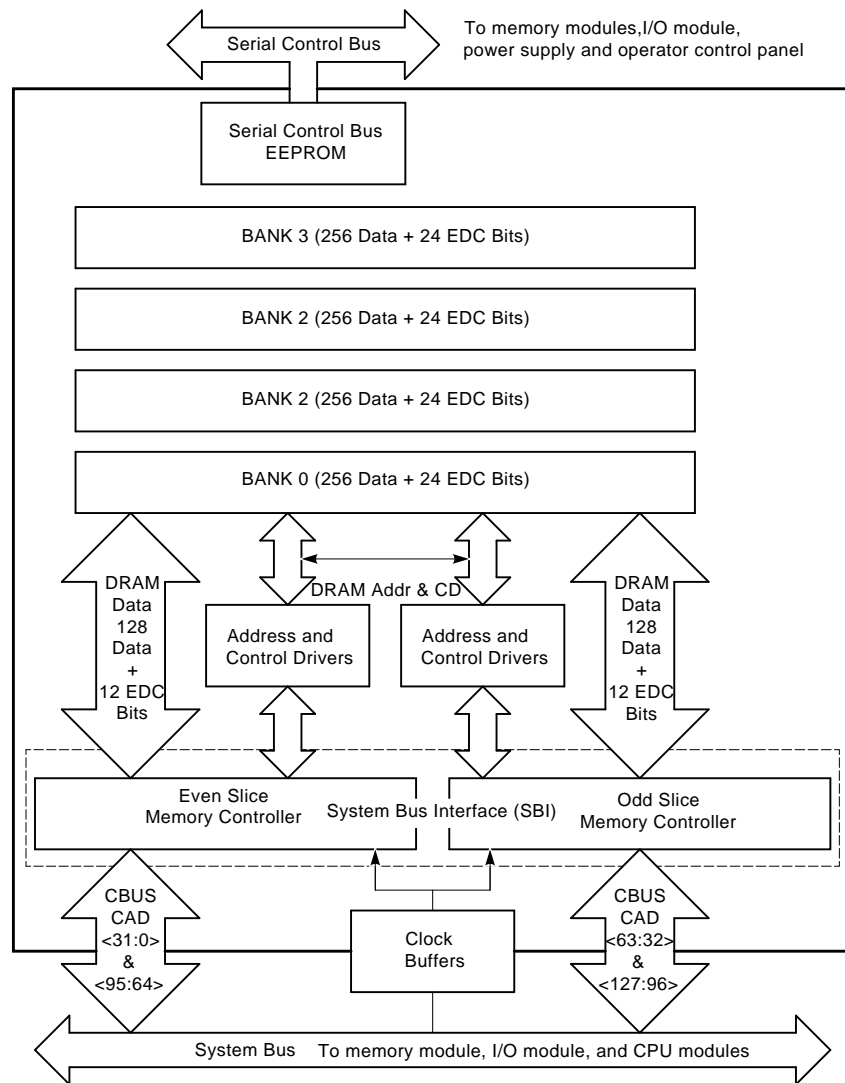 Serial Control Bus
To memory modules,I/O module,
power supply and operator control panel
Serial Control Bus
EEPROM
BANK 3 (256 Data + 24 EDC Bits)
BANK 2 (256 Data + 24 EDC Bits)
BANK 2 (256 Data + 24 EDC Bits)
BANK 0 (256 Data + 24 EDC Bits)
DRAM
Data
128
Data
+
12 EDC
Bits
DRAM Addr & CD
Address and
Control Drivers
Address and
Control Drivers
DRAM
Data
128
Data
+
12 EDC
Bits
Even Slice
Memory Controller
System Bus Interface (SBI)
Odd Slice
Memory Controller
CBUS
CAD
<31:0>
&
<95:64>
Clock
Buffers
CBUS
CAD
<63:32>
&
<127:96>
System Bus To memory module, I/O module, and CPU modules